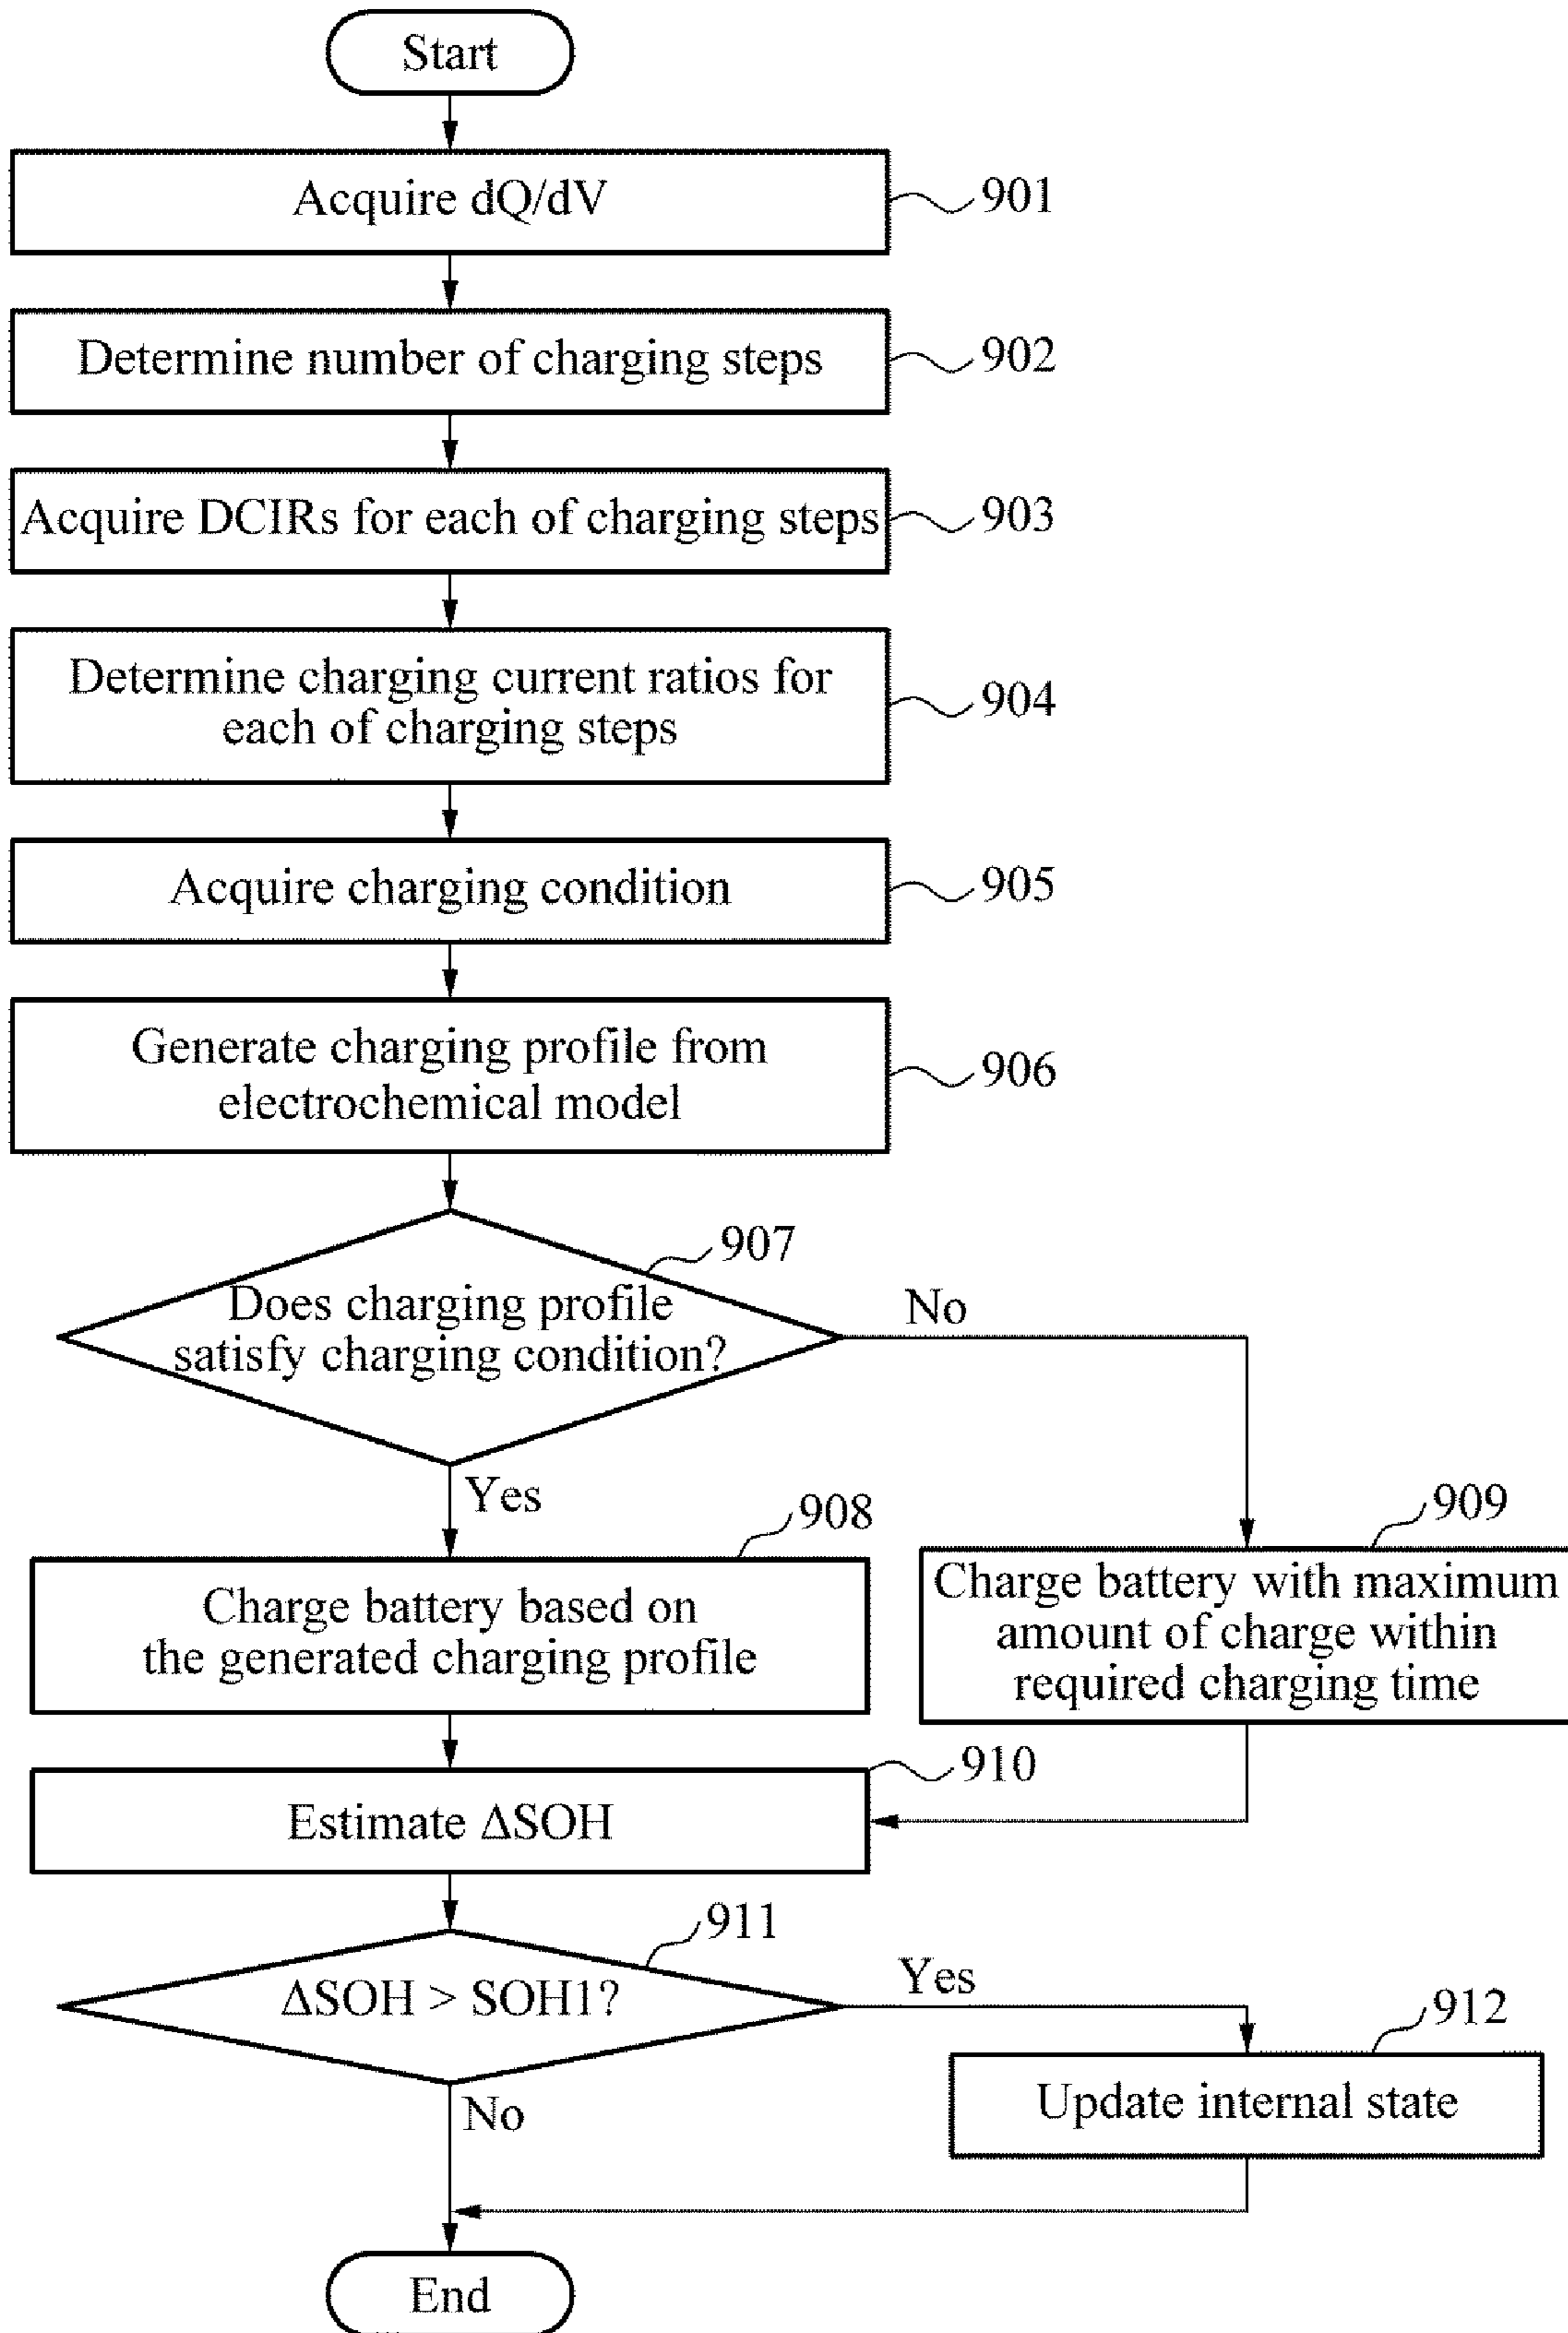 Start
Acquire dQ/dV
901
Determine number of charging steps
902
Acquire DCIRs for each of charging steps
903
Determine charging current ratios for
each of charging steps
904
Acquire charging condition
905
Generate charging profile from
electrochemical model
906
907
Does charging profile
satisfy charging condition?
No
Yes
908
Charge battery based on
the generated charging profile
909
Charge battery with maximum
amount of charge within
required charging time
910
Estimate ΔSOH
911
ΔSOH > SOH1?
Yes
No
912
Update internal state
End